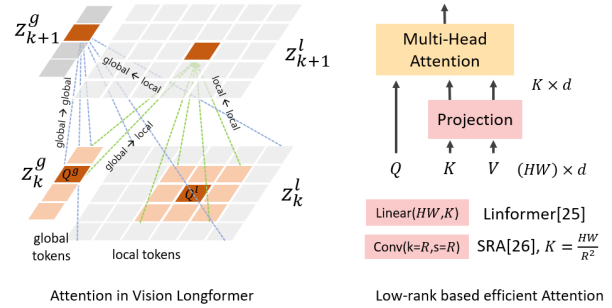 Z^g_{k+1}
Z^l_{k+1}
global → global
global ← local
local ← local
global → local
Z^g_k
Q^g
Q^l
Z^l_k
global
tokens
local tokens
Attention in Vision Longformer
Multi-Head
Attention
K × d
Projection
Q K V (HW) × d
Linear(HW,K) Linformer[25]
Conv(k=R,s=R) SRA[26], K = HW/R^2
Low-rank based efficient Attention